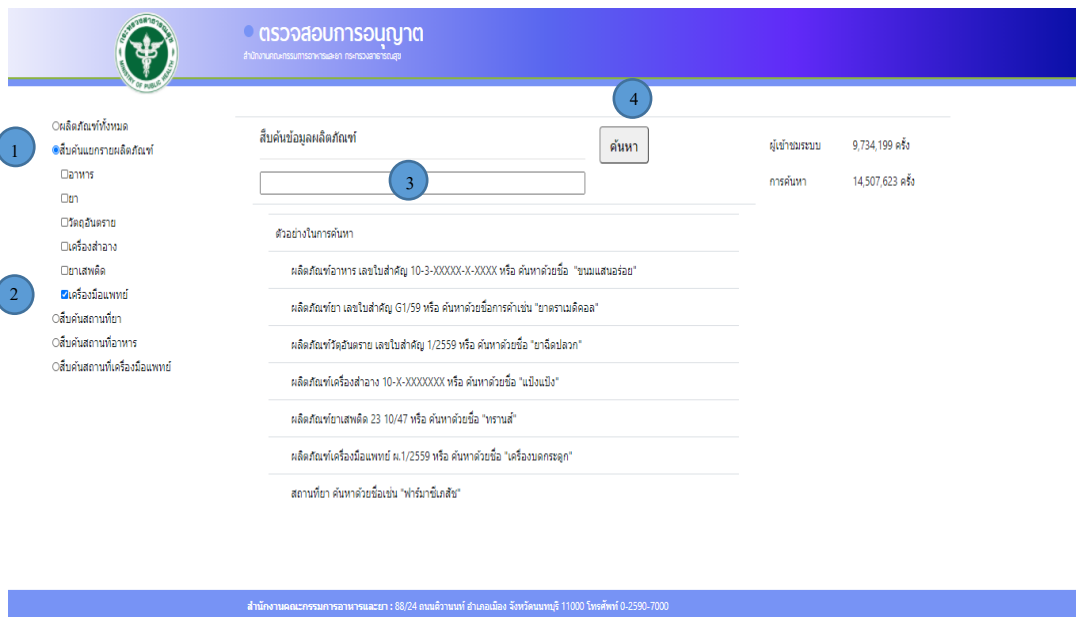 ตรวจสอบการอนุญาต
สำนักงานคณะกรรมการอาหารและยา กระทรวงสาธารณสุข
กระทรวงสาธารณสุข
MINISTRY OF PUBLIC HEALTH
4
○ผลิตภัณฑ์ทั้งหมด
1
สืบค้นแยกรายผลิตภัณฑ์
อาหาร
ยา
วัตถุอันตราย
เครื่องสำอาง
ยาเสพติด
2
เครื่องมือแพทย์
สืบค้นสถานที่ยา
สืบค้นสถานที่อาหาร
สืบค้นสถานที่เครื่องมือแพทย์
สืบค้นข้อมูลผลิตภัณฑ์
ค้นหา
3
ผู้เข้าชมระบบ 9,734,199 ครั้ง
การค้นหา 14,507,623 ครั้ง
ตัวอย่างในการค้นหา
ผลิตภัณฑ์อาหาร เลขใบสำคัญ 10-3-XXXXX-X-XXXX หรือ ค้นหาด้วยชื่อ "ขนมแสนอร่อย"
ผลิตภัณฑ์ยา เลขใบสำคัญ G1/59 หรือ ค้นหาด้วยชื่อการค้าเช่น "ยาตราเมดิคอล"
ผลิตภัณฑ์วัตุอันตราย เลขใบสำคัญ 1/2559 หรือ ค้นหาด้วยชื่อ "ยาฉีดปลวก"
ผลิตภัณฑ์เครื่องสำอาง 10-X-XXXXXXX หรือ ค้นหาด้วยชื่อ "แป้งแป้ง"
ผลิตภัณฑ์ยาเสพติด 23 10/47 หรือ ค้นหาด้วยชื่อ "ทรานส์"
ผลิตภัณฑ์เครื่องมือแพทย์ ผ.1/2559 หรือ ค้นหาด้วยชื่อ "เครื่องบดกระดูก"
สถานที่ยา ค้นหาด้วยชื่อเช่น "ฟาร์มาซีเภสัช"
สำนักงานคณะกรรมการอาหารและยา : 88/24 ถนนติวานนท์ อำเภอเมือง จังหวัดนนทบุรี 11000 โทรศัพท์ 0-2590-7000